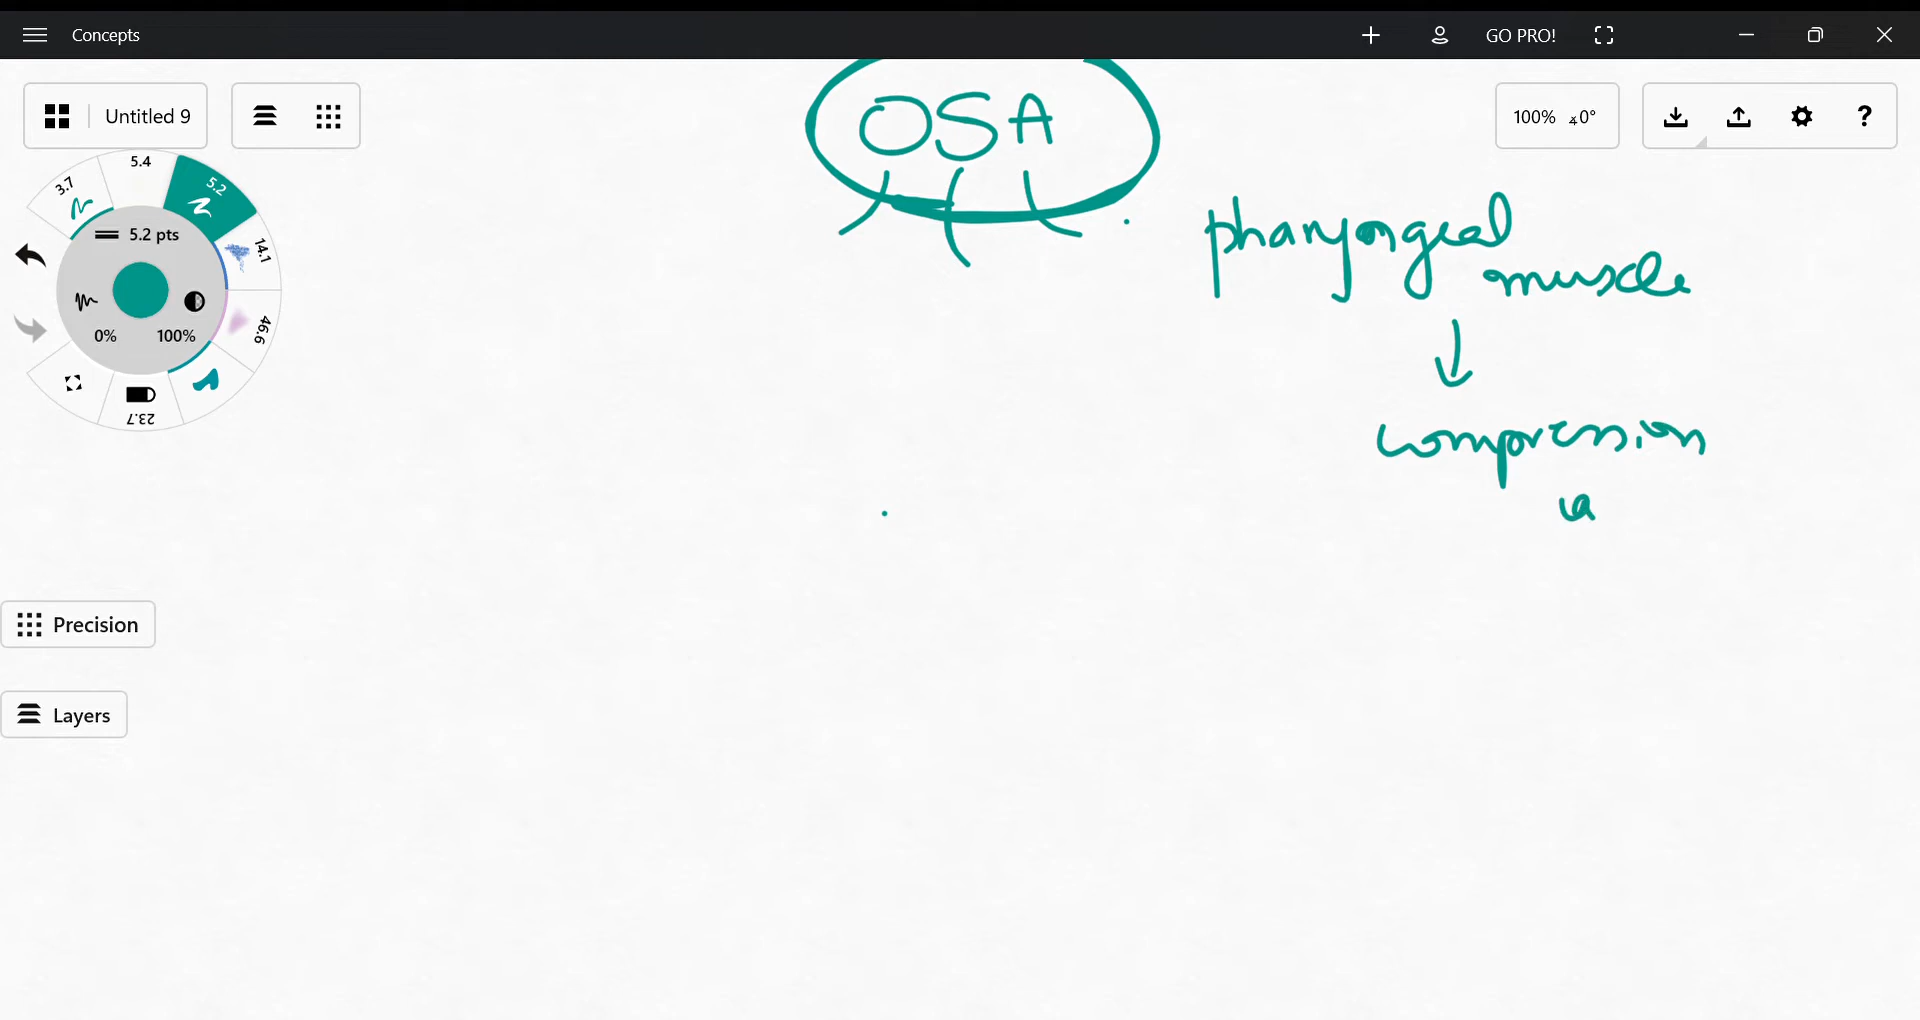 Concepts
GO PRO!
Untitled 9
100% 0°
OSA
5.4
3.7
5.2
5.2 pts
14.1
0% 100%
46.6
23.7
pharyngeal
muscle
compression
Precision
Layers